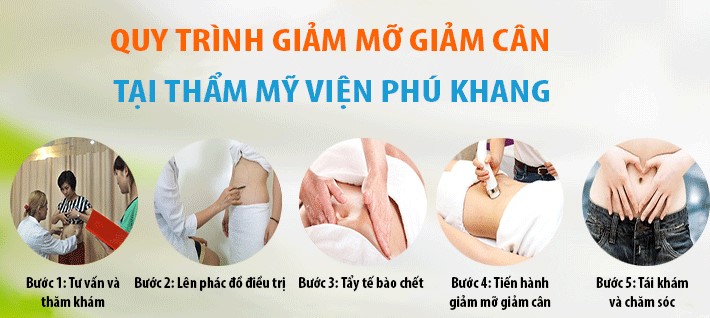 QUY TRÌNH GIẢM MỠ GIẢM CÂN
TẠI THẨM MỸ VIỆN PHÚ KHANG
Bước 1: Tư vấn và
thăm khám
Bước 2: Lên phác đồ điều trị
Bước 3: Tẩy tế bào chết
Bước 4: Tiến hành
giảm mỡ giảm cân
Bước 5: Tái khám
và chăm sóc